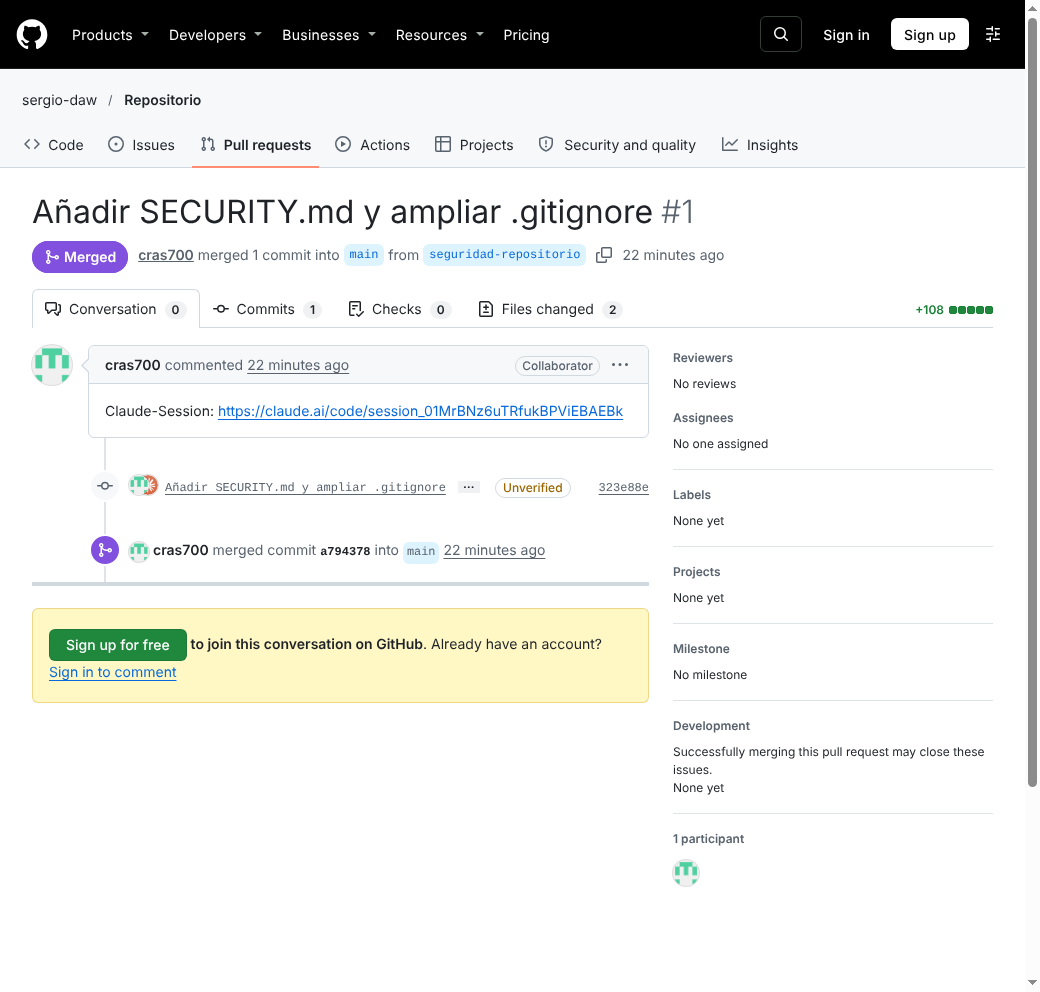 Products Developers Businesses Resources Pricing Sign in Sign up
sergio-daw / Repositorio
Code Issues Pull requests Actions Projects Security and quality Insights
Añadir SECURITY.md y ampliar .gitignore #1
Merged cras700 merged 1 commit into main from seguridad-repositorio 22 minutes ago
Conversation 0 Commits 1 Checks 0 Files changed 2 +108
cras700 commented 22 minutes ago Collaborator ···
Claude-Session: https://claude.ai/code/session_01MrBNz6uTRfukBPViEBAEBk
Añadir SECURITY.md y ampliar .gitignore ··· Unverified 323e88e
cras700 merged commit a794378 into main 22 minutes ago
Sign up for free to join this conversation on GitHub. Already have an account?
Sign in to comment
Reviewers
No reviews
Assignees
No one assigned
Labels
None yet
Projects
None yet
Milestone
No milestone
Development
Successfully merging this pull request may close these
issues.
None yet
1 participant